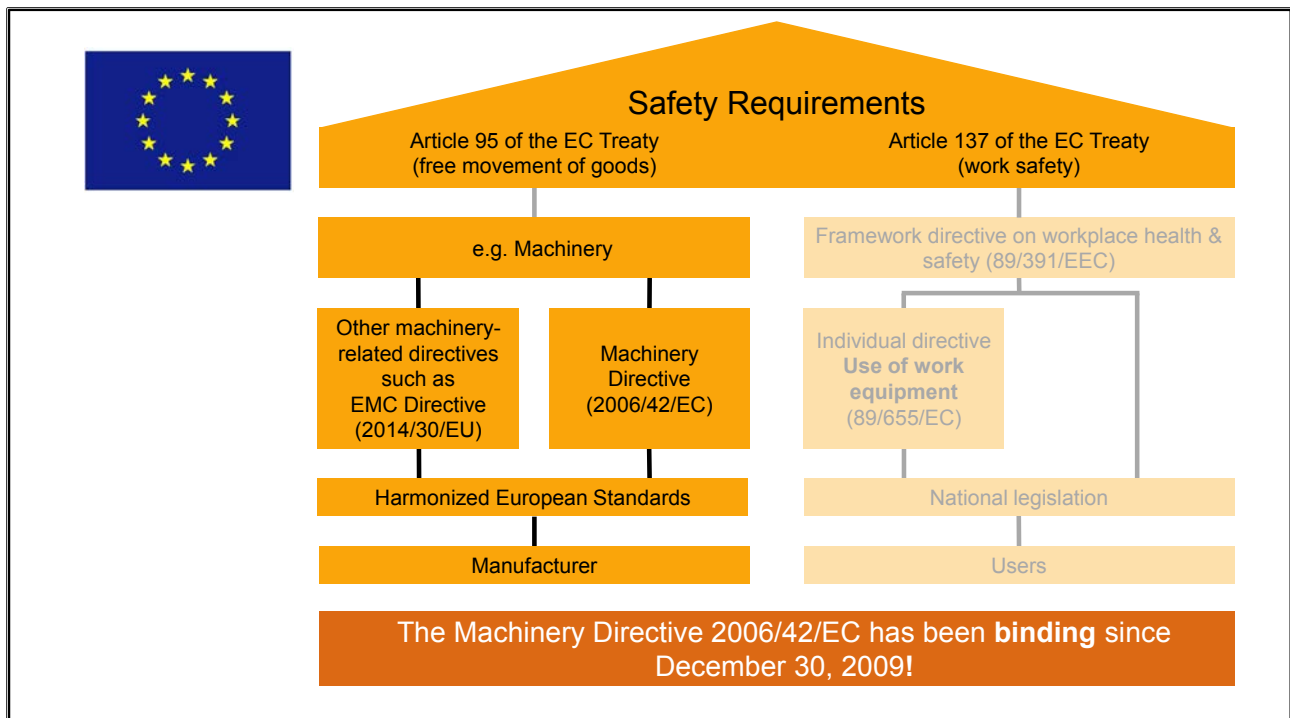 Safety Requirements
Article 95 of the EC Treaty
(free movement of goods)
Article 137 of the EC Treaty
(work safety)
e.g. Machinery
Framework directive on workplace health &
safety (89/391/EEC)
Other machinery-
related directives
such as
EMC Directive
(2014/30/EU)
Machinery
Directive
(2006/42/EC)
Individual directive
Use of work
equipment
(89/655/EC)
Harmonized European Standards
National legislation
Manufacturer
Users
The Machinery Directive 2006/42/EC has been binding since
December 30, 2009!